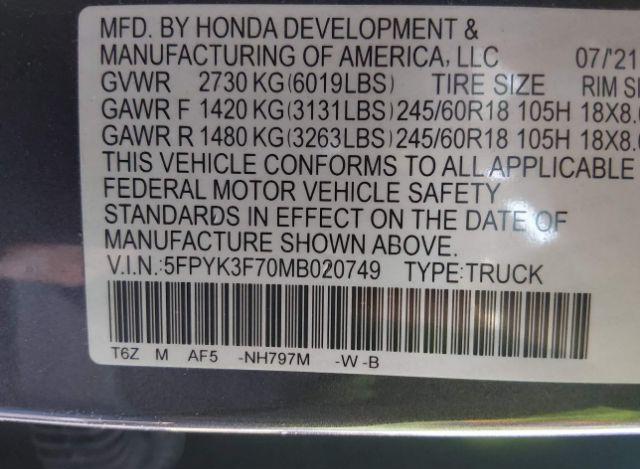 MFD. BY HONDA DEVELOPMENT &
MANUFACTURING OF AMERICA, LLC 07/'21
GVWR 2730 KG(6019LBS) TIRE SIZE RIM
GAWR F 1420 KG(3131LBS) 245/60R18 105H 18X8.
GAWR R 1480 KG(3263LBS) 245/60R18 105H 18X8.
THIS VEHICLE CONFORMS TO ALL APPLICABLE
FEDERAL MOTOR VEHICLE SAFETY
STANDARDS IN EFFECT ON THE DATE OF
MANUFACTURE SHOWN ABOVE.
V.I.N.:5FPYK3F70MB020749 TYPE:TRUCK
T6Z M AF5 -NH797M -W -B